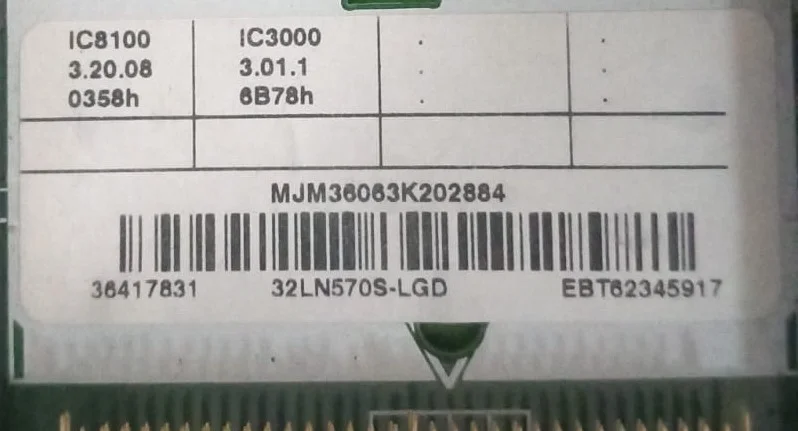 IC8100 IC3000 . .
3.20.08 3.01.1 . .
0358h 6B78h . .
MJM36063K202884
36417831 32LN570S-LGD EBT62345917